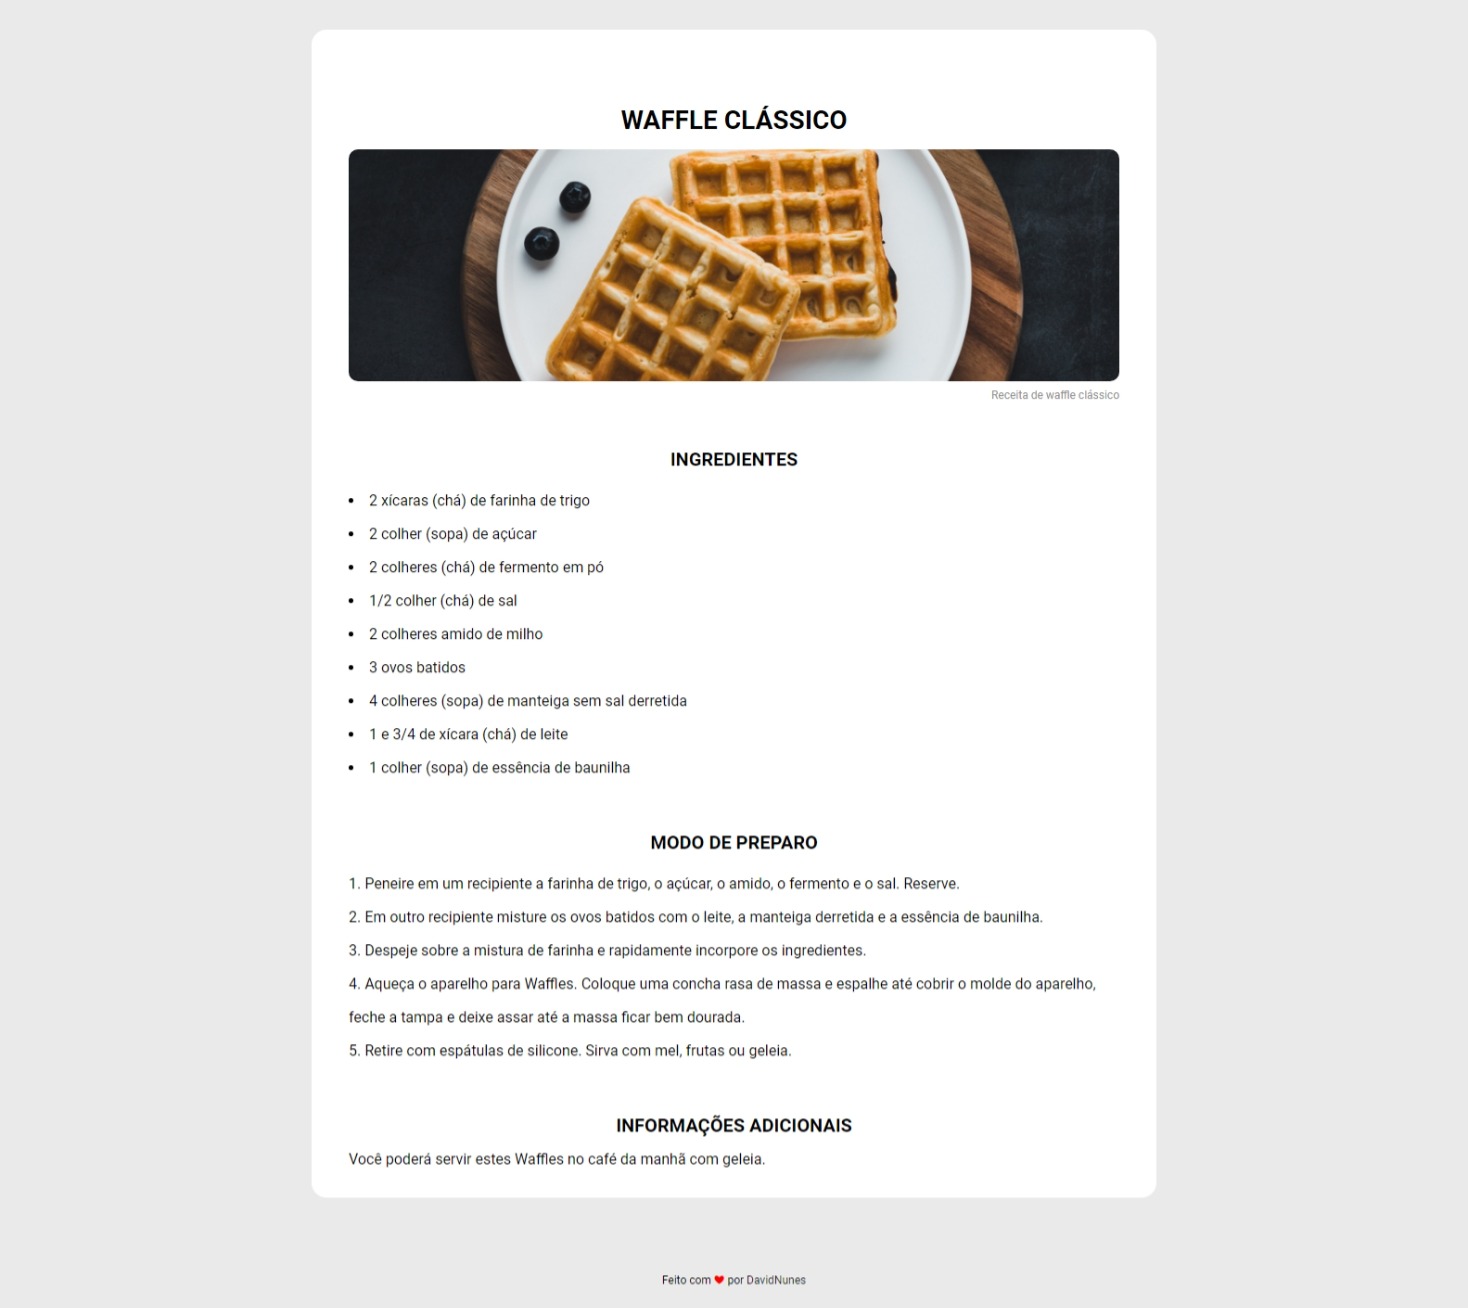 WAFFLE CLÁSSICO
Receita de waffle clássico
INGREDIENTES
• 2 xícaras (chá) de farinha de trigo
• 2 colher (sopa) de açúcar
• 2 colheres (chá) de fermento em pó
• 1/2 colher (chá) de sal
• 2 colheres amido de milho
• 3 ovos batidos
• 4 colheres (sopa) de manteiga sem sal derretida
• 1 e 3/4 de xícara (chá) de leite
• 1 colher (sopa) de essência de baunilha
MODO DE PREPARO
1. Peneire em um recipiente a farinha de trigo, o açúcar, o amido, o fermento e o sal. Reserve.
2. Em outro recipiente misture os ovos batidos com o leite, a manteiga derretida e a essência de baunilha.
3. Despeje sobre a mistura de farinha e rapidamente incorpore os ingredientes.
4. Aqueça o aparelho para Waffles. Coloque uma concha rasa de massa e espalhe até cobrir o molde do aparelho,
feche a tampa e deixe assar até a massa ficar bem dourada.
5. Retire com espátulas de silicone. Sirva com mel, frutas ou geleia.
INFORMAÇÕES ADICIONAIS
Você poderá servir estes Waffles no café da manhã com geleia.
Feito com ❤ por DavidNunes